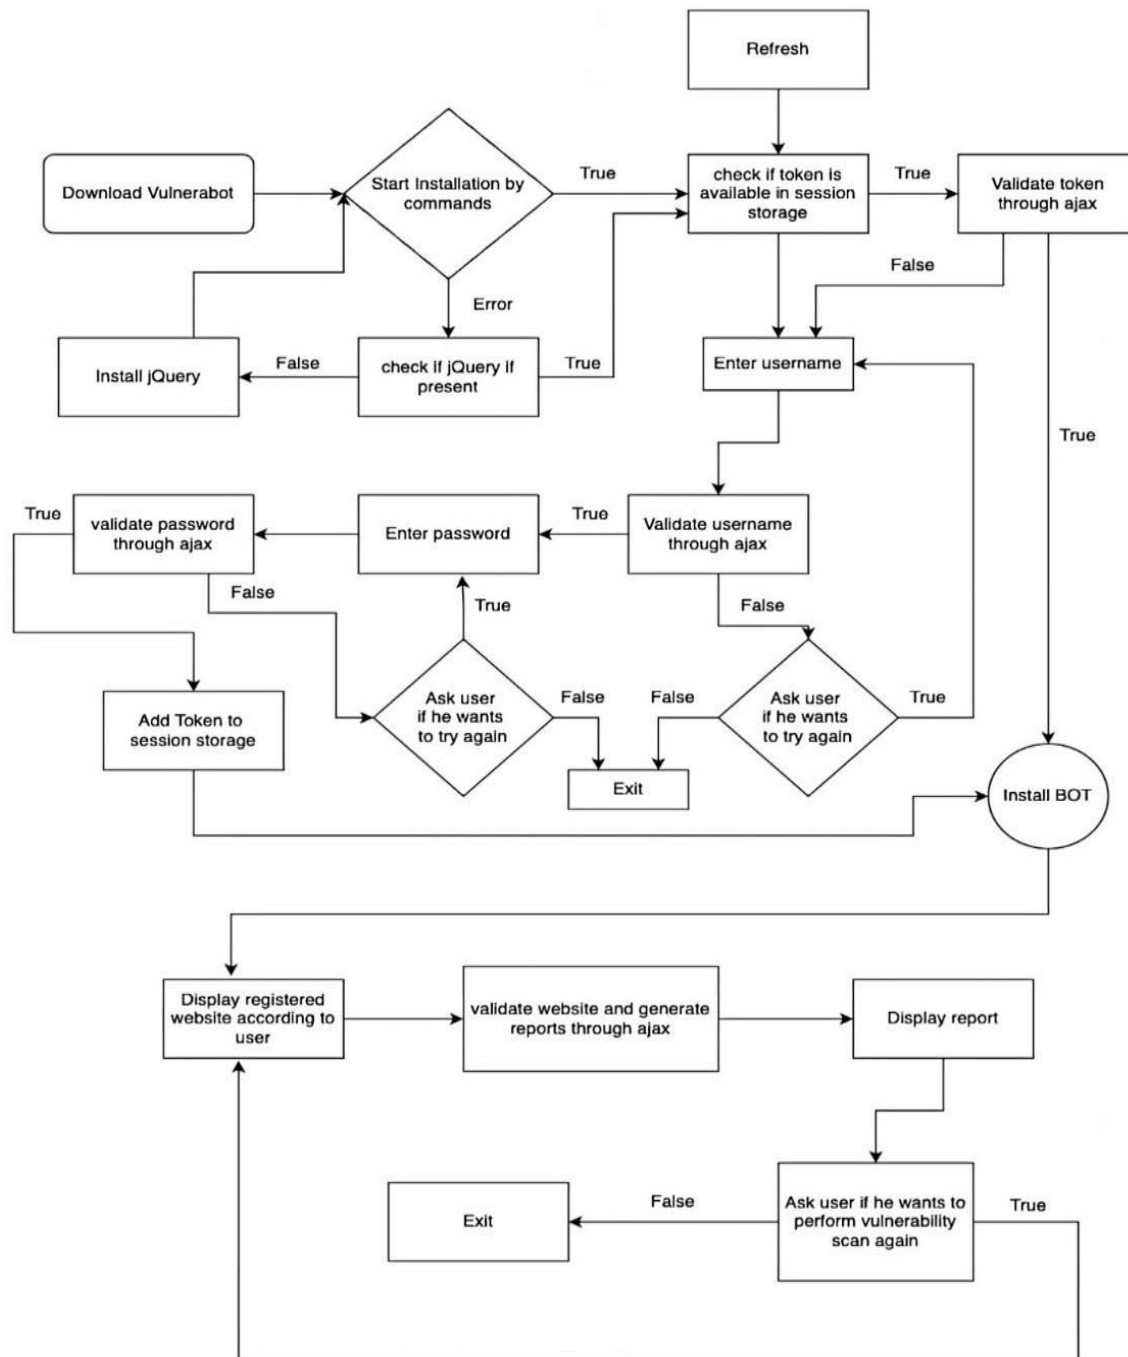 Refresh
Download Vulnerabot
Start Installation by
commands
True
check if token is
available in session
storage
True
Validate token
through ajax
False
Error
Install jQuery
False
check if jQuery if
present
True
Enter username
True
True
validate password
through ajax
Enter password
True
Validate username
through ajax
False
True
False
Add Token to
session storage
Ask user
if he wants
to try again
False
False
Ask user
if he wants
to try again
True
Exit
Install BOT
Display registered
website according to
user
validate website and generate
reports through ajax
Display report
Exit
False
Ask user if he wants to
perform vulnerability
scan again
True